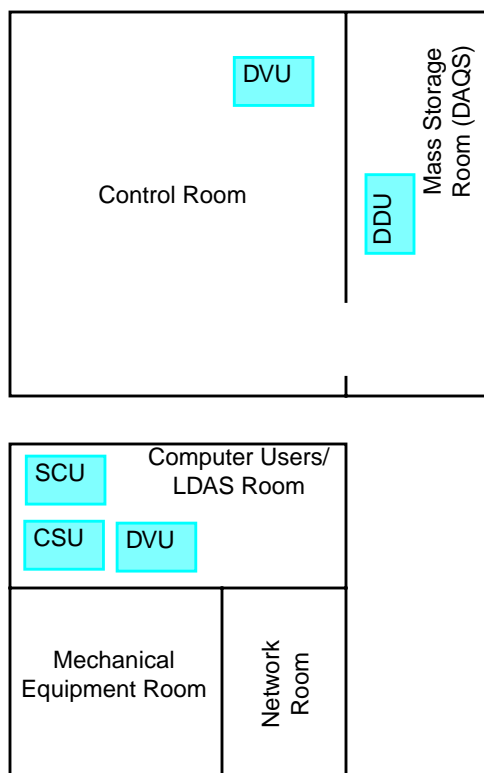 DVU
Control Room
Mass Storage
Room (DAQS)
DDU
Computer Users/
LDAS Room
SCU
CSU
DVU
Mechanical
Equipment Room
Network
Room